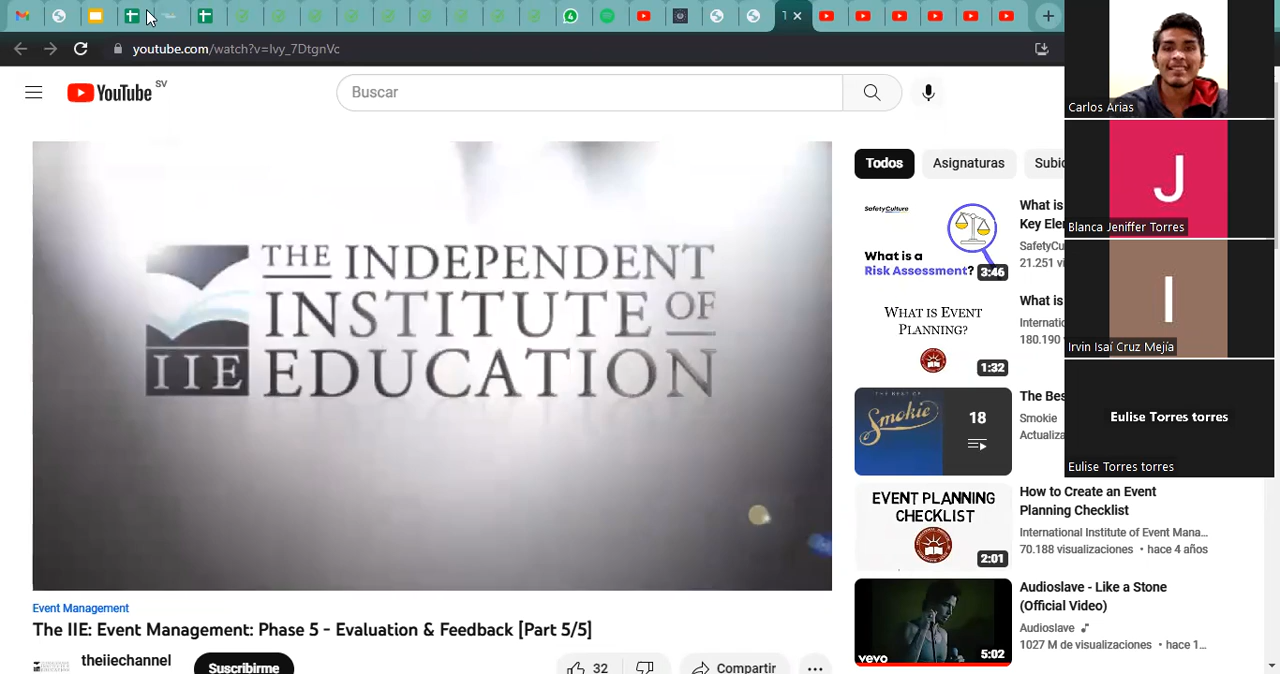 4
1
youtube.com/watch?v=Ivy_7DtgnVc
YouTube SV
Buscar
THE INDEPENDENT
INSTITUTE OF
EDUCATION
IIE
Event Management
The IIE: Event Management: Phase 5 - Evaluation & Feedback [Part 5/5]
theiiechannel
Suscribirme
32
Compartir
Todos
Asignaturas
Subi
SafetyCulture
What is a
Risk Assessment?
3:46
What is
Key Ele
SafetyCu
21.251 vi
WHAT IS EVENT
PLANNING?
1:32
What is
Internatio
180.190
Smokie
18
The Bes
Smokie
Actualiza
EVENT PLANNING
CHECKLIST
2:01
How to Create an Event
Planning Checklist
International Institute of Event Mana...
70.188 visualizaciones • hace 4 años
vevo
5:02
Audioslave - Like a Stone
(Official Video)
Audioslave
1027 M de visualizaciones • hace 1...
Carlos Arias
J
Blanca Jeniffer Torres
I
Irvin Isaí Cruz Mejía
Eulise Torres torres
Eulise Torres torres